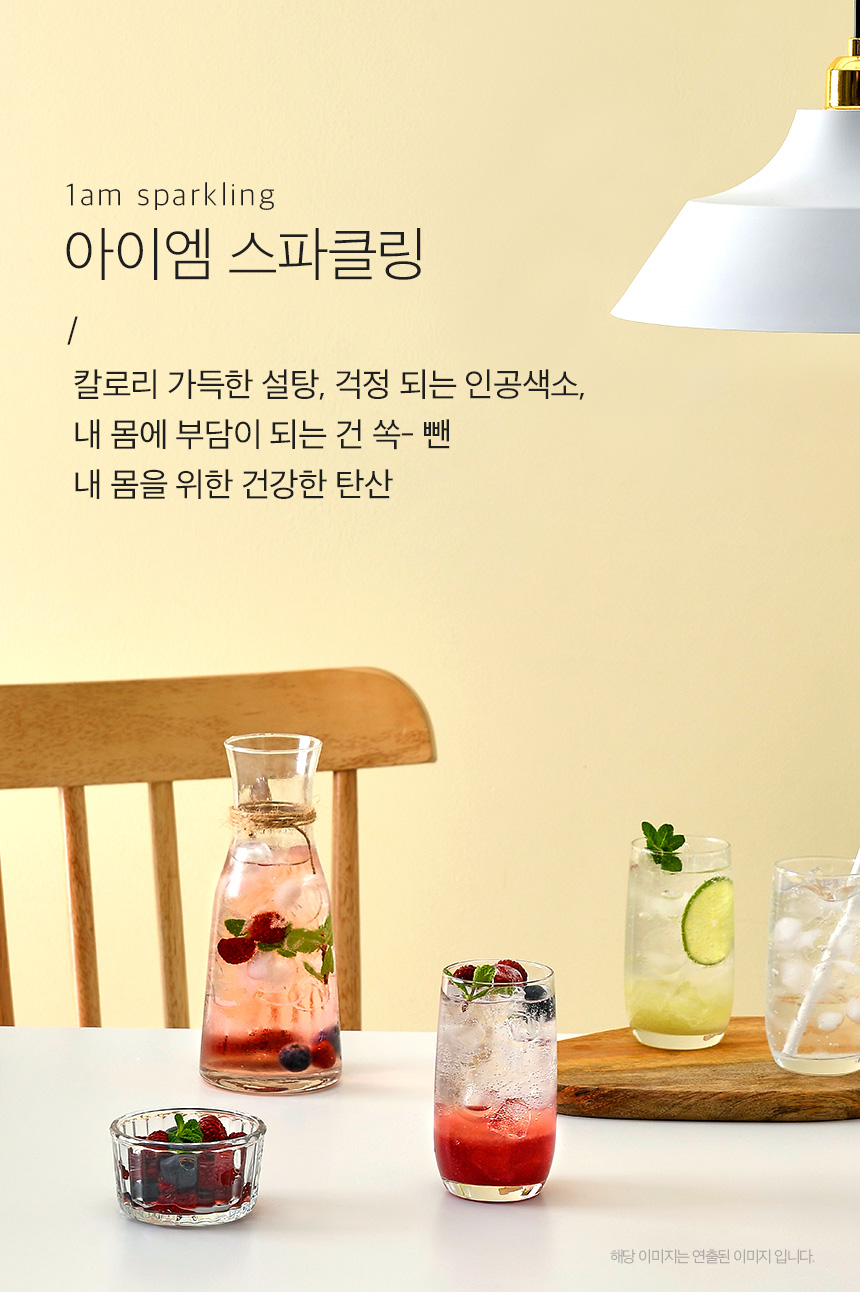 1am sparkling
아이엠 스파클링
/
칼로리 가득한 설탕, 걱정 되는 인공색소,
내 몸에 부담이 되는 건 쏙- 뺀
내 몸을 위한 건강한 탄산
해당 이미지는 연출된 이미지 입니다.